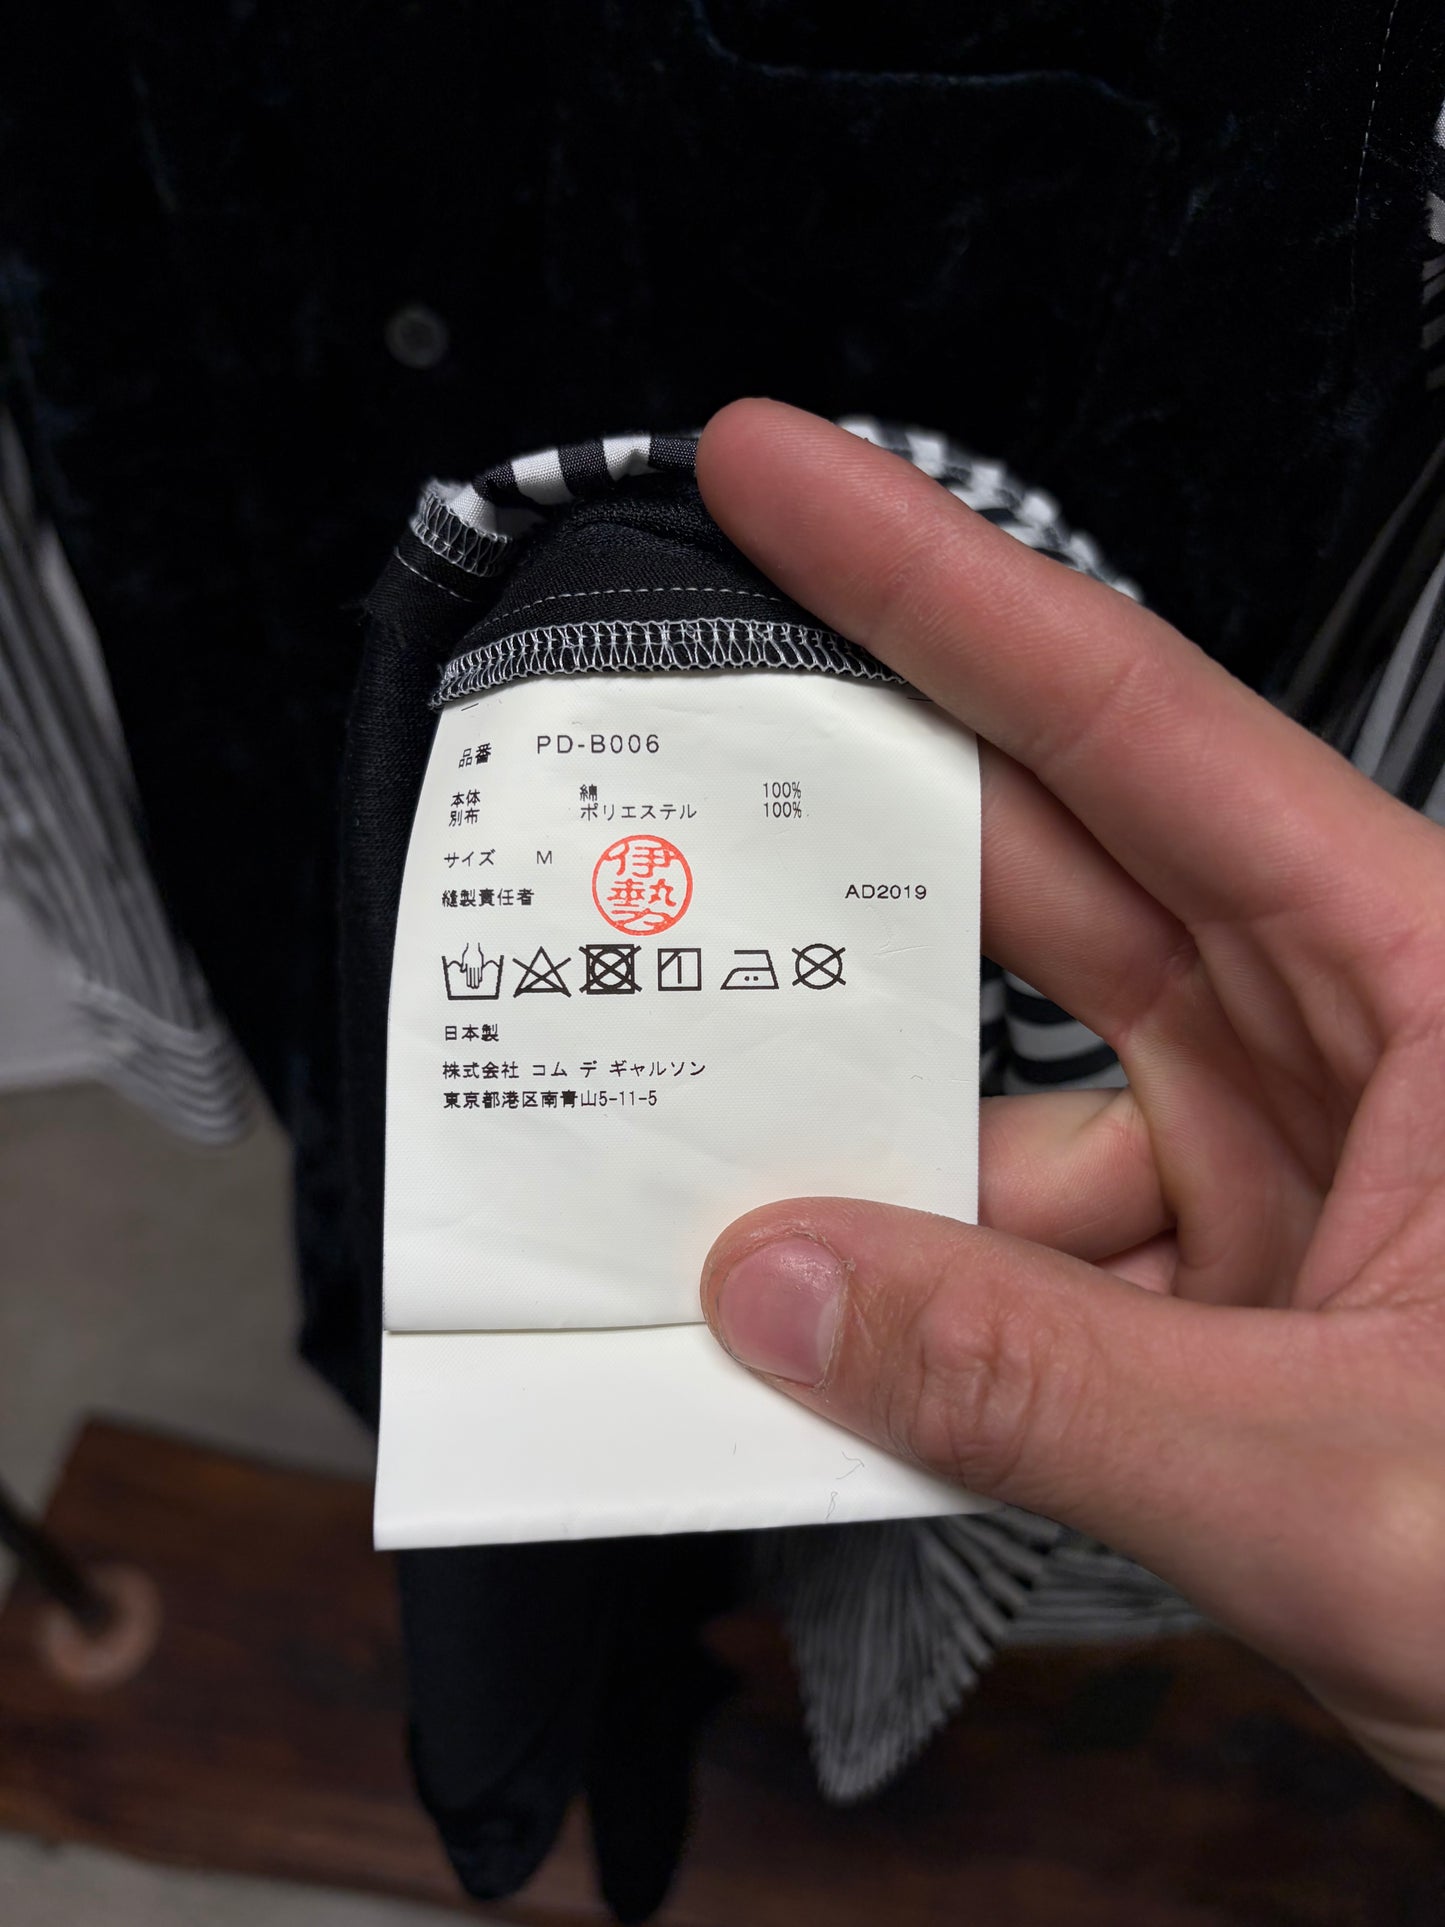 品番 PD-B006
本体 綿 100%
別布 ポリエステル 100%
サイズ M
縫製責任者 伊勢 AD2019
日本製
株式会社 コム デ ギャルソン
東京都港区南青山5-11-5